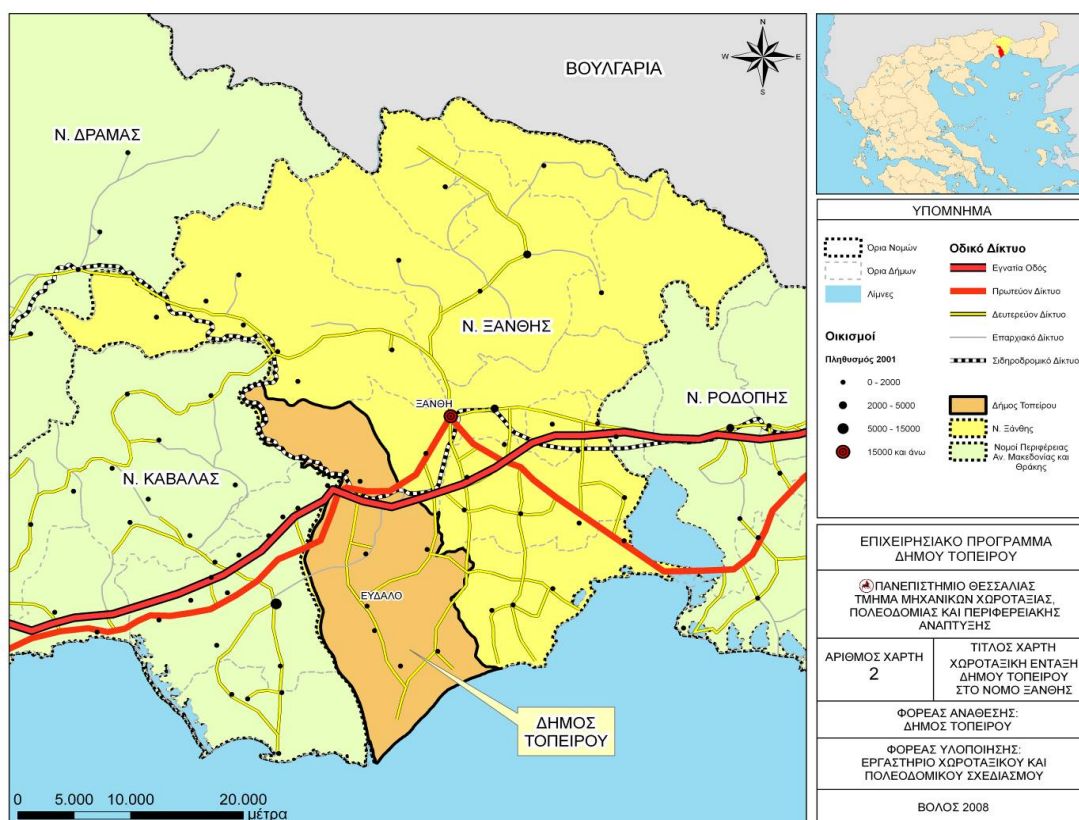 ΒΟΥΛΓΑΡΙΑ
N
W
E
S
Ν. ΔΡΑΜΑΣ
Ν. ΞΑΝΘΗΣ
ΞΑΝΘΗ
Ν. ΡΟΔΟΠΗΣ
Ν. ΚΑΒΑΛΑΣ
ΕΥΔΑΛΟ
ΔΗΜΟΣ
ΤΟΠΕΙΡΟΥ
0 5.000 10.000 20.000
μέτρα
ΥΠΟΜΝΗΜΑ
Όρια Νομών
Όρια Δήμων
Λίμνες
Οικισμοί
Πληθυσμός 2001
0 - 2000
2000 - 5000
5000 - 15000
15000 και άνω
Οδικό Δίκτυο
Εγνατία Οδός
Πρωτεύον Δίκτυο
Δευτερεύον Δίκτυο
Επαρχιακό Δίκτυο
Σιδηροδρομικό Δίκτυο
Δήμος Τοπείρου
Ν. Ξάνθης
Νομοί Περιφέρειας
Αν. Μακεδονίας και
Θράκης
ΕΠΙΧΕΙΡΗΣΙΑΚΟ ΠΡΟΓΡΑΜΜΑ
ΔΗΜΟΥ ΤΟΠΕΙΡΟΥ
ΠΑΝΕΠΙΣΤΗΜΙΟ ΘΕΣΣΑΛΙΑΣ
ΤΜΗΜΑ ΜΗΧΑΝΙΚΩΝ ΧΩΡΟΤΑΞΙΑΣ,
ΠΟΛΕΟΔΟΜΙΑΣ ΚΑΙ ΠΕΡΙΦΕΡΕΙΑΚΗΣ
ΑΝΑΠΤΥΞΗΣ
ΑΡΙΘΜΟΣ ΧΑΡΤΗ
2
ΤΙΤΛΟΣ ΧΑΡΤΗ
ΧΩΡΟΤΑΞΙΚΗ ΕΝΤΑΞΗ
ΔΗΜΟΥ ΤΟΠΕΙΡΟΥ
ΣΤΟ ΝΟΜΟ ΞΑΝΘΗΣ
ΦΟΡΕΑΣ ΑΝΑΘΕΣΗΣ:
ΔΗΜΟΣ ΤΟΠΕΙΡΟΥ
ΦΟΡΕΑΣ ΥΛΟΠΟΙΗΣΗΣ:
ΕΡΓΑΣΤΗΡΙΟ ΧΩΡΟΤΑΞΙΚΟΥ ΚΑΙ
ΠΟΛΕΟΔΟΜΙΚΟΥ ΣΧΕΔΙΑΣΜΟΥ
ΒΟΛΟΣ 2008